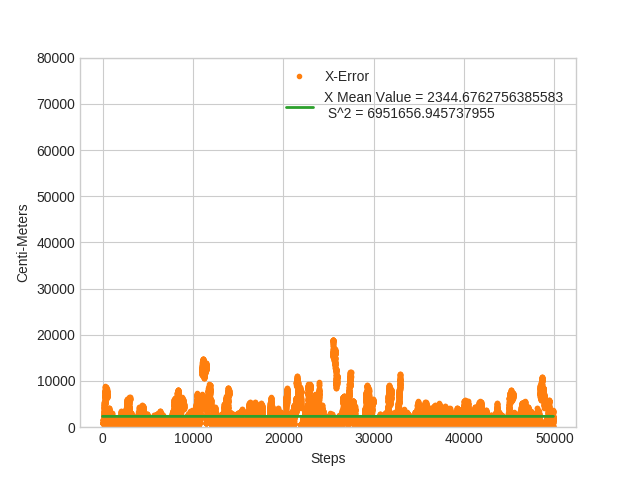 80000
70000
60000
50000
40000
30000
20000
10000
0
Centi-Meters
X-Error
X Mean Value = 2344.6762756385583
S^2 = 6951656.945737955
0 10000 20000 30000 40000 50000
Steps